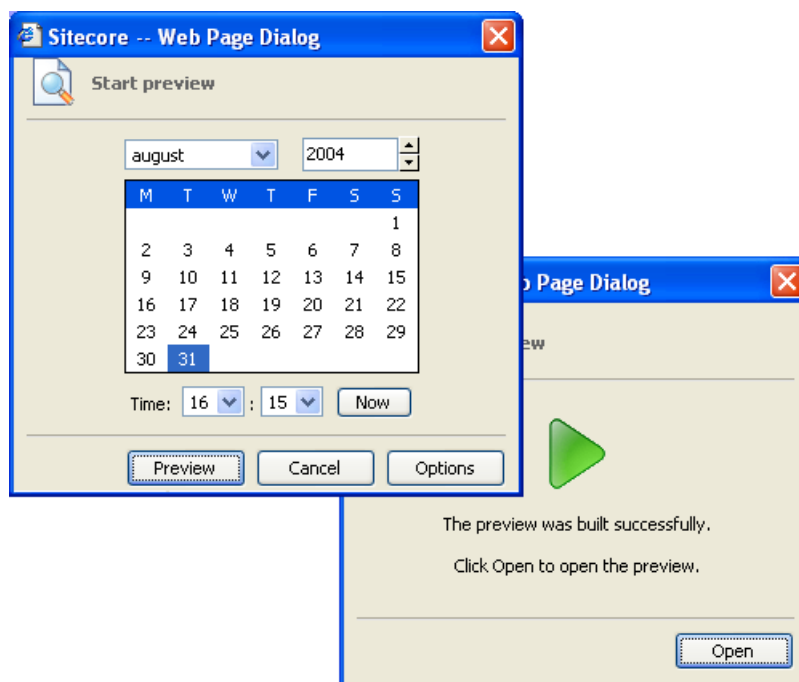 Sitecore -- Web Page Dialog
Start preview
august 2004
M T W T F S S
1
2 3 4 5 6 7 8
9 10 11 12 13 14 15
16 17 18 19 20 21 22
23 24 25 26 27 28 29
30 31
Time: 16 : 15 Now
Preview Cancel Options
Page Dialog
The preview was built successfully.
Click Open to open the preview.
Open